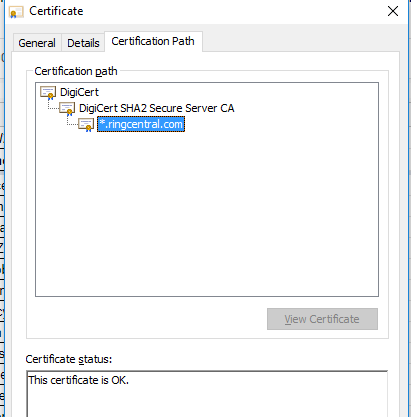 Certificate
General
Details
Certification Path
Certification path
DigiCert
DigiCert SHA2 Secure Server CA
*.ringcentral.com
View Certificate
Certificate status:
This certificate is OK.